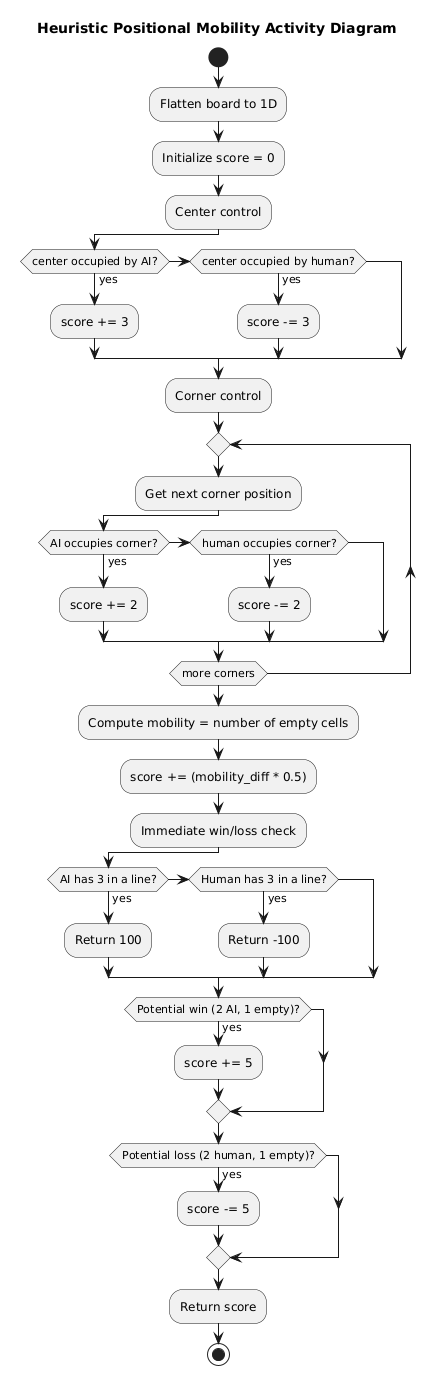 Heuristic Positional Mobility Activity Diagram
Flatten board to 1D
Initialize score = 0
Center control
center occupied by AI?
center occupied by human?
yes
yes
score += 3
score -= 3
Corner control
Get next corner position
AI occupies corner?
human occupies corner?
yes
yes
score += 2
score -= 2
more corners
Compute mobility = number of empty cells
score += (mobility_diff * 0.5)
Immediate win/loss check
AI has 3 in a line?
Human has 3 in a line?
yes
yes
Return 100
Return -100
Potential win (2 AI, 1 empty)?
yes
score += 5
Potential loss (2 human, 1 empty)?
yes
score -= 5
Return score